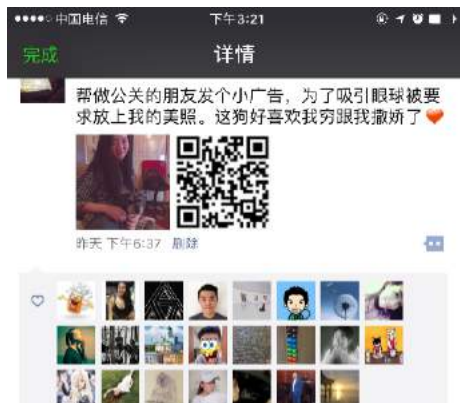 中国电信 下午3:21
完成 详情
帮做公关的朋友发个小广告，为了吸引眼球被要
求放上我的美照。这狗好喜欢我穷跟我撒娇了
昨天 下午6:37 删除